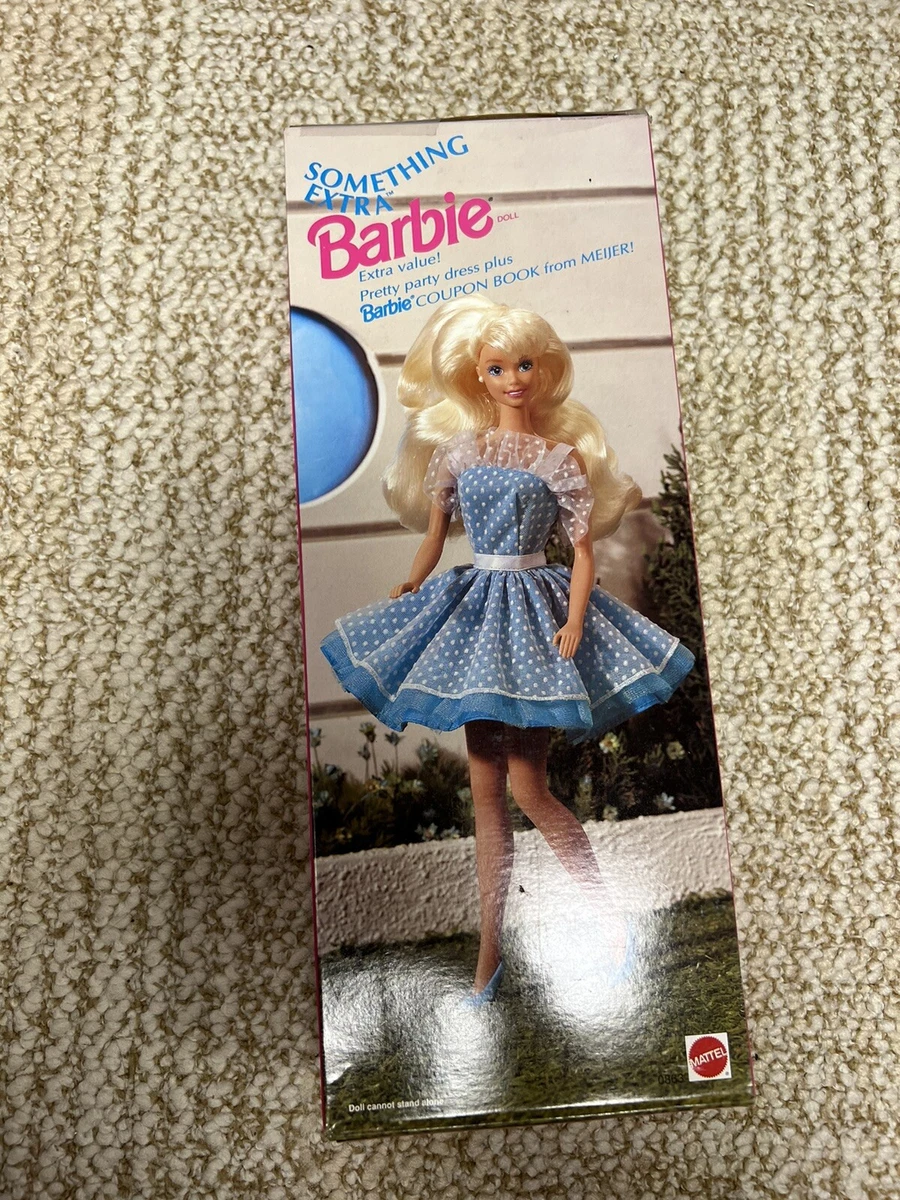 SOMETHING
EXTRA™
Barbie® DOLL
Extra value!
Pretty party dress plus
Barbie® COUPON BOOK from MEIJER!
MATTEL®
Doll cannot stand alone.